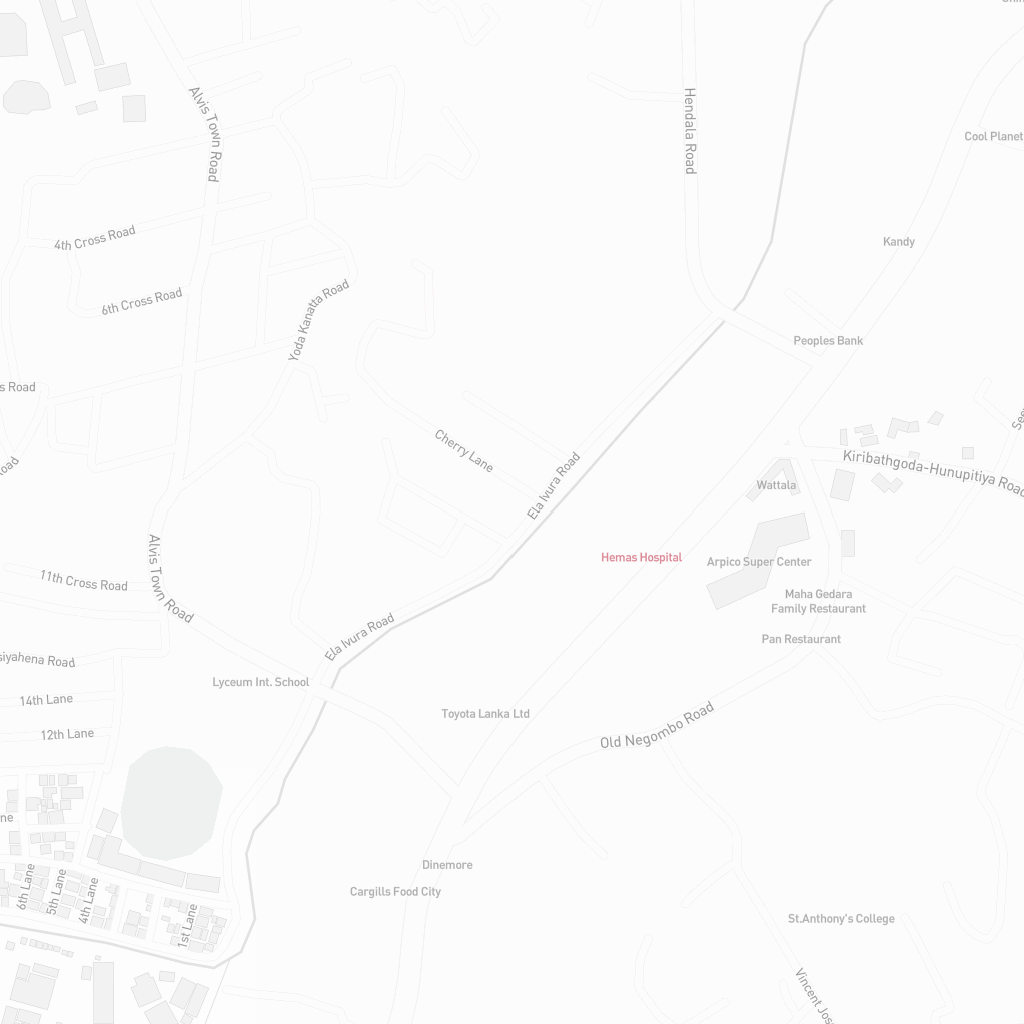 Cool Planet
Alvis Town Road
Hendala Road
4th Cross Road
Kandy
6th Cross Road
Yoda Kanatta Road
Peoples Bank
s Road
Cherry Lane
Ela Ivura Road
Kiribathgoda-Hunupitiya Road
Wattala
Hemas Hospital
Arpico Super Center
11th Cross Road
Alvis Town Road
Maha Gedara
Family Restaurant
Ela Ivura Road
Pan Restaurant
siyahena Road
Lyceum Int. School
14th Lane
Toyota Lanka Ltd
12th Lane
Old Negombo Road
Dinemore
6th Lane
5th Lane
4th Lane
Cargills Food City
1st Lane
St.Anthony's College
Vincent Jos